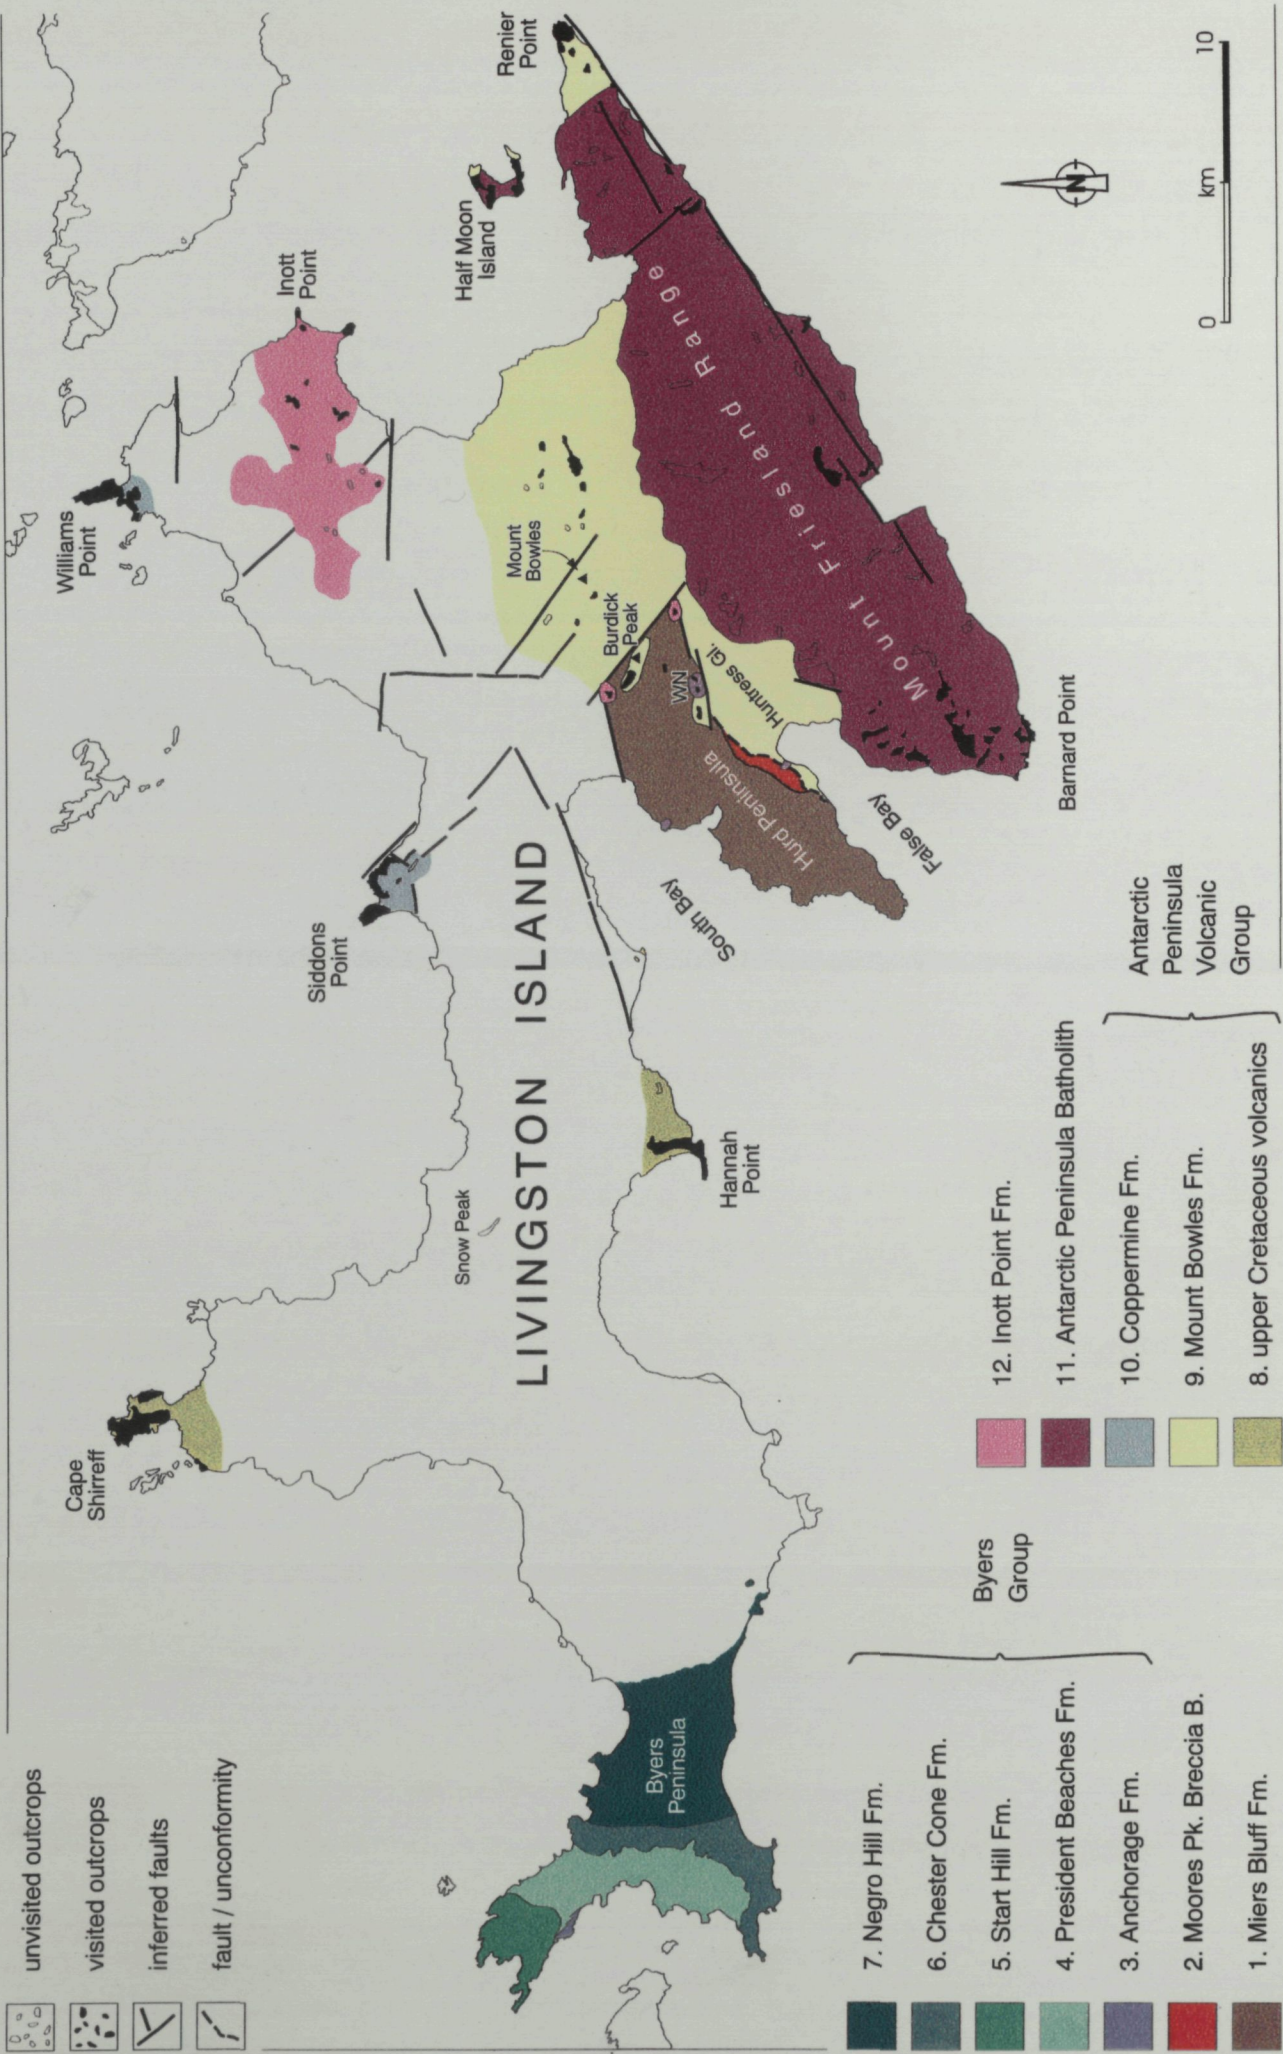 unvisited outcrops
visited outcrops
inferred faults
fault / unconformity
Cape
Shirreff
Siddons
Point
Williams
Point
Inott
Point
Half Moon
Island
Renier
Point
Snow Peak
LIVINGSTON ISLAND
Mount
Bowles
Burdick
Peak
WN
Huntress Gl.
Mount Friesland Range
Hurd Peninsula
South Bay
False Bay
Barnard Point
Hannah
Point
Byers
Peninsula
N
0 km 10
7. Negro Hill Fm.
6. Chester Cone Fm.
5. Start Hill Fm.
4. President Beaches Fm.
3. Anchorage Fm.
2. Moores Pk. Breccia B.
1. Miers Bluff Fm.
Byers
Group
12. Inott Point Fm.
11. Antarctic Peninsula Batholith
10. Coppermine Fm.
9. Mount Bowles Fm.
8. upper Cretaceous volcanics
Antarctic
Peninsula
Volcanic
Group